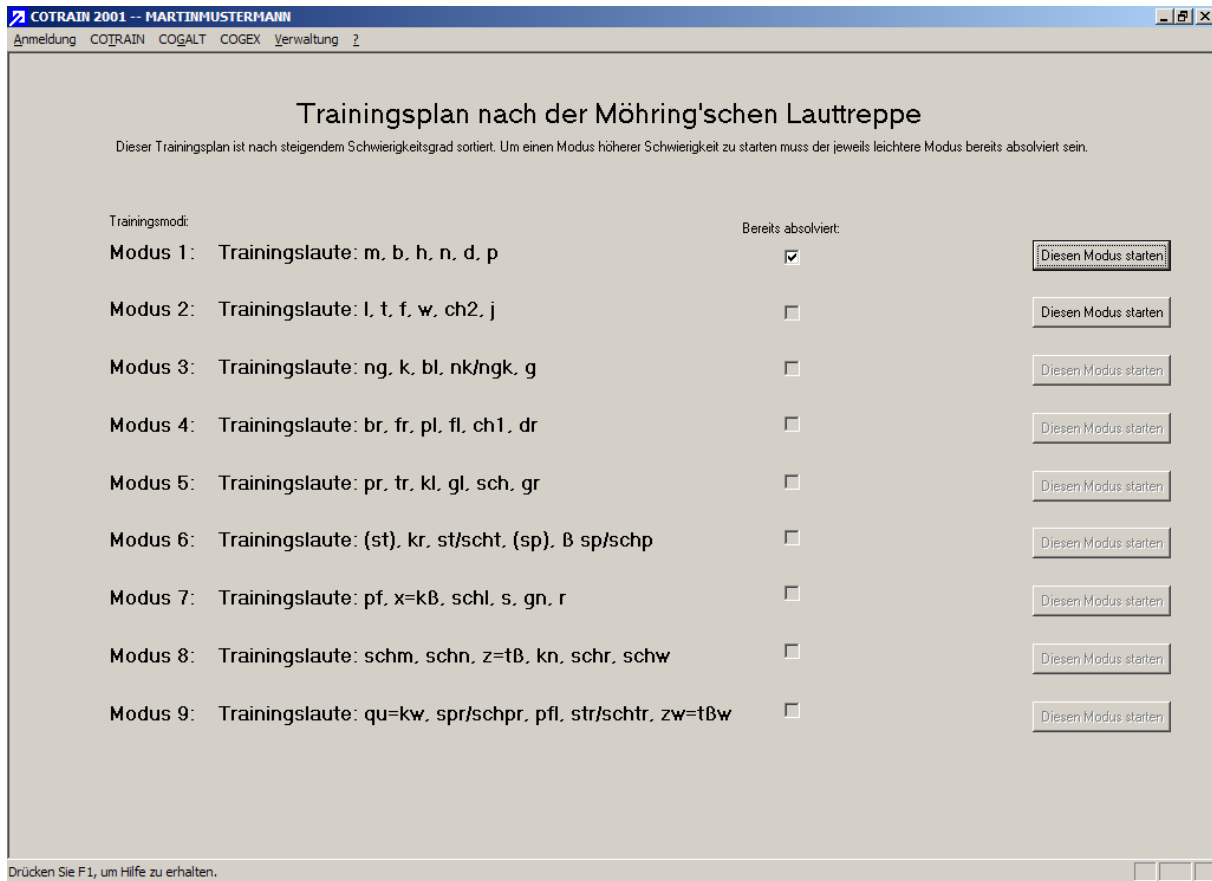 COTRAIN 2001 -- MARTINMUSTERMANN
Anmeldung COTRAIN COGALT COGEX Verwaltung ?
Trainingsplan nach der Möhring'schen Lauttreppe
Dieser Trainingsplan ist nach steigendem Schwierigkeitsgrad sortiert. Um einen Modus höherer Schwierigkeit zu starten muss der jeweils leichtere Modus bereits absolviert sein.
Trainingsmodi:
Bereits absolviert:
Modus 1: Trainingslaute: m, b, h, n, d, p Diesen Modus starten
Modus 2: Trainingslaute: l, t, f, w, ch2, j Diesen Modus starten
Modus 3: Trainingslaute: ng, k, bl, nk/ngk, g Diesen Modus starten
Modus 4: Trainingslaute: br, fr, pl, fl, ch1, dr Diesen Modus starten
Modus 5: Trainingslaute: pr, tr, kl, gl, sch, gr Diesen Modus starten
Modus 6: Trainingslaute: (st), kr, st/scht, (sp), ß sp/schp Diesen Modus starten
Modus 7: Trainingslaute: pf, x=kß, schl, s, gn, r Diesen Modus starten
Modus 8: Trainingslaute: schm, schn, z=tß, kn, schr, schw Diesen Modus starten
Modus 9: Trainingslaute: qu=kw, spr/schpr, pfl, str/schtr, zw=tßw Diesen Modus starten
Drücken Sie F1, um Hilfe zu erhalten.